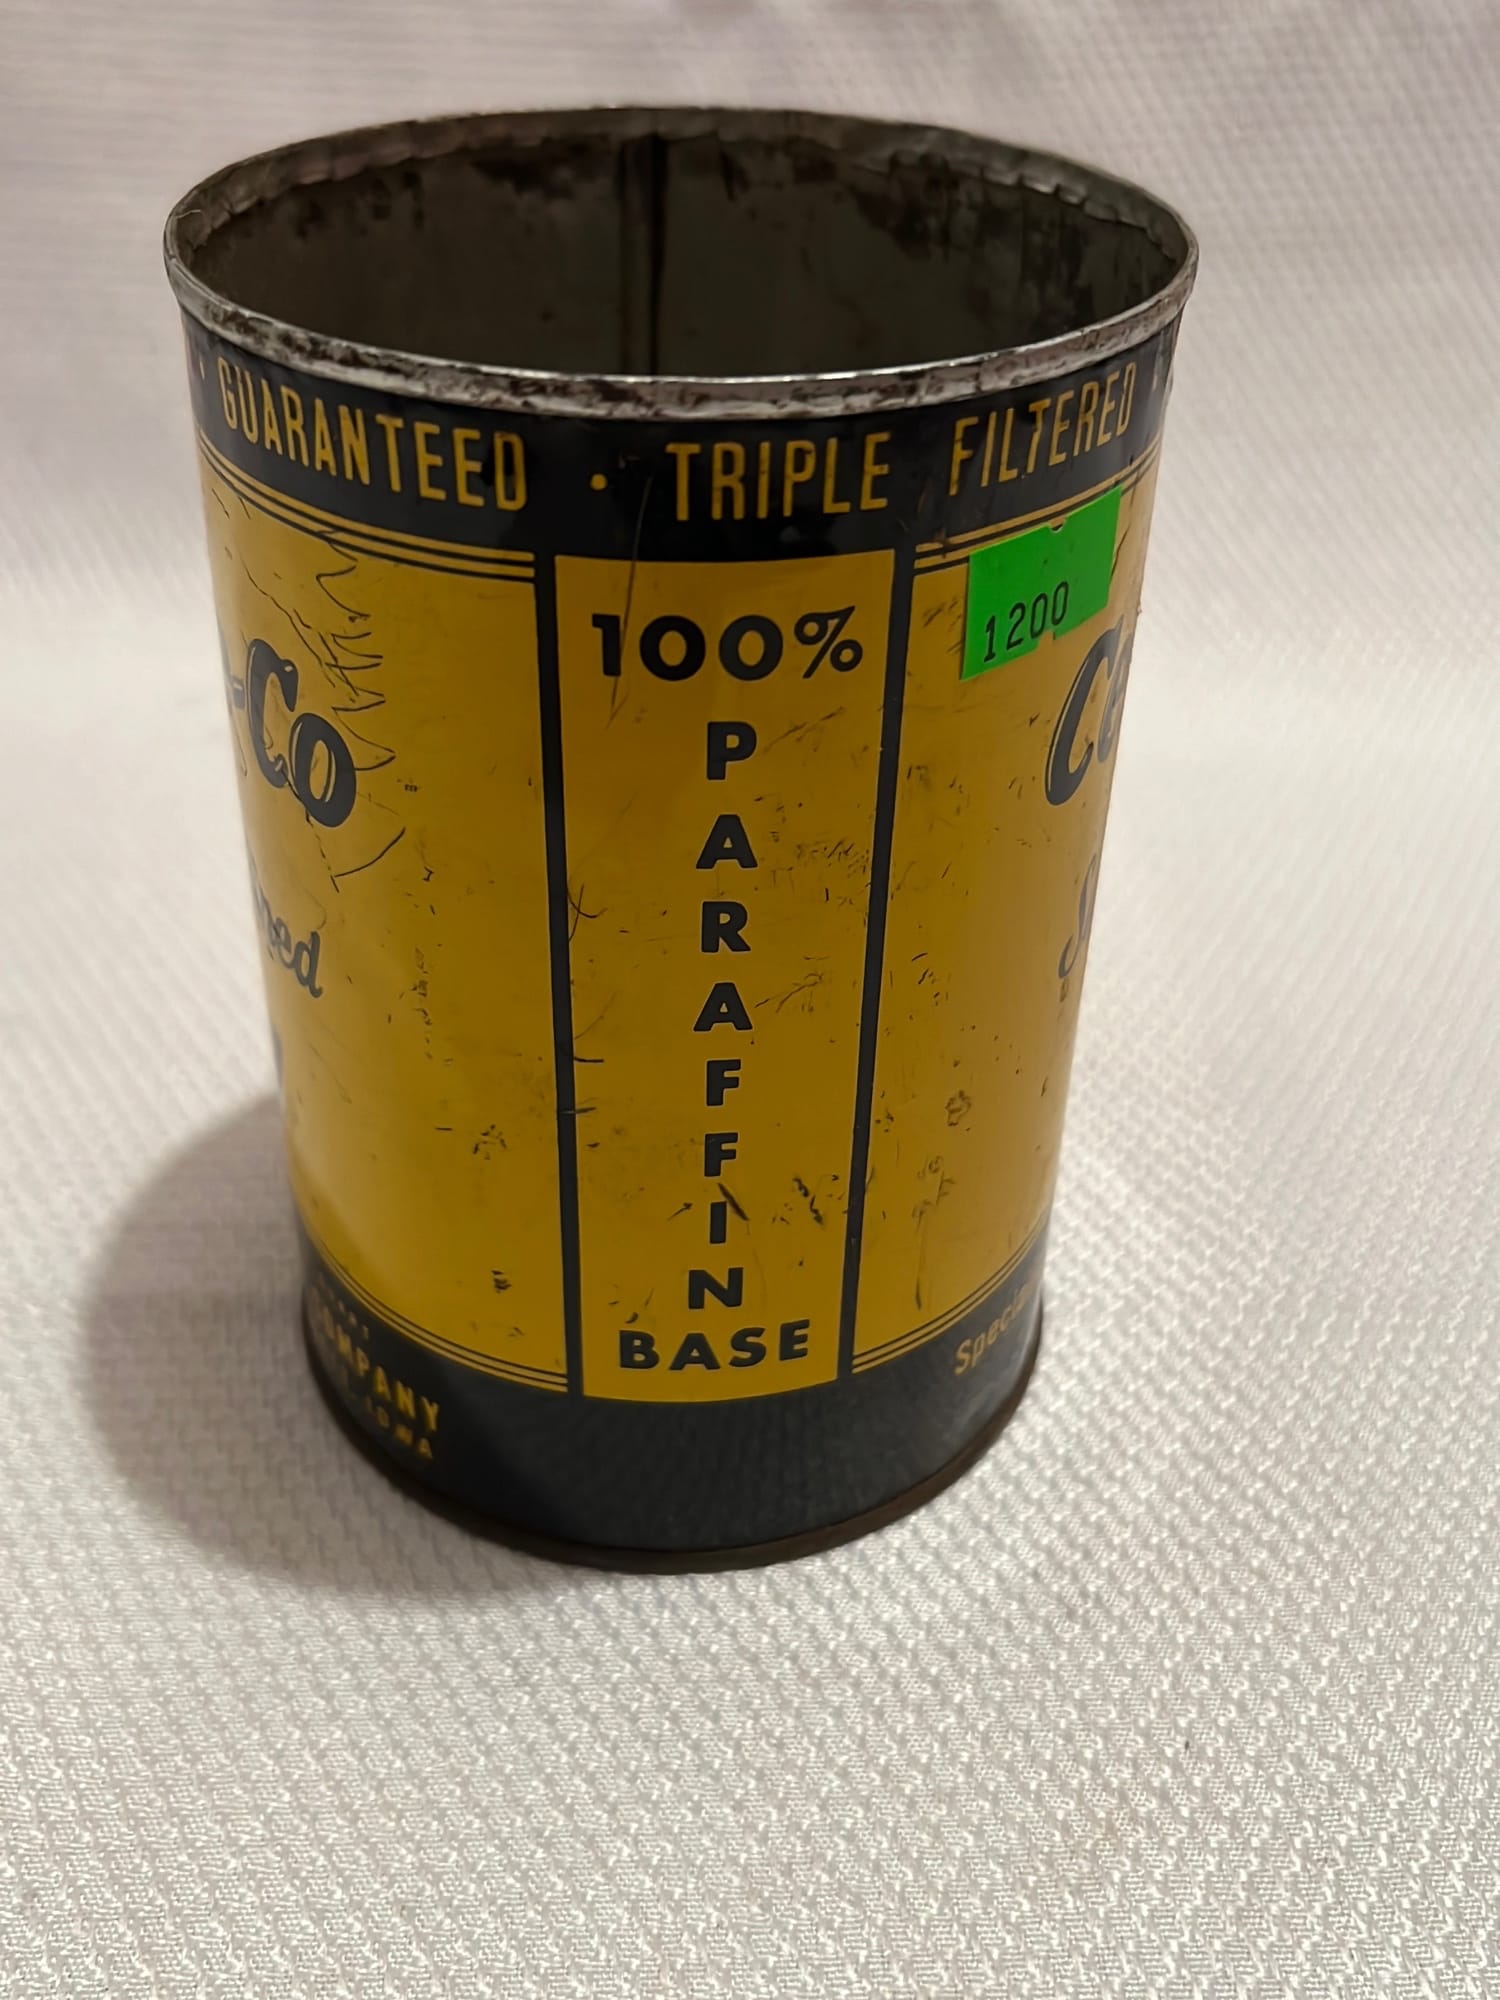 GUARANTEED · TRIPLE FILTERED
1200
100%
P
A
R
A
F
F
I
N
BASE
-Co
COMPANY
IOWA